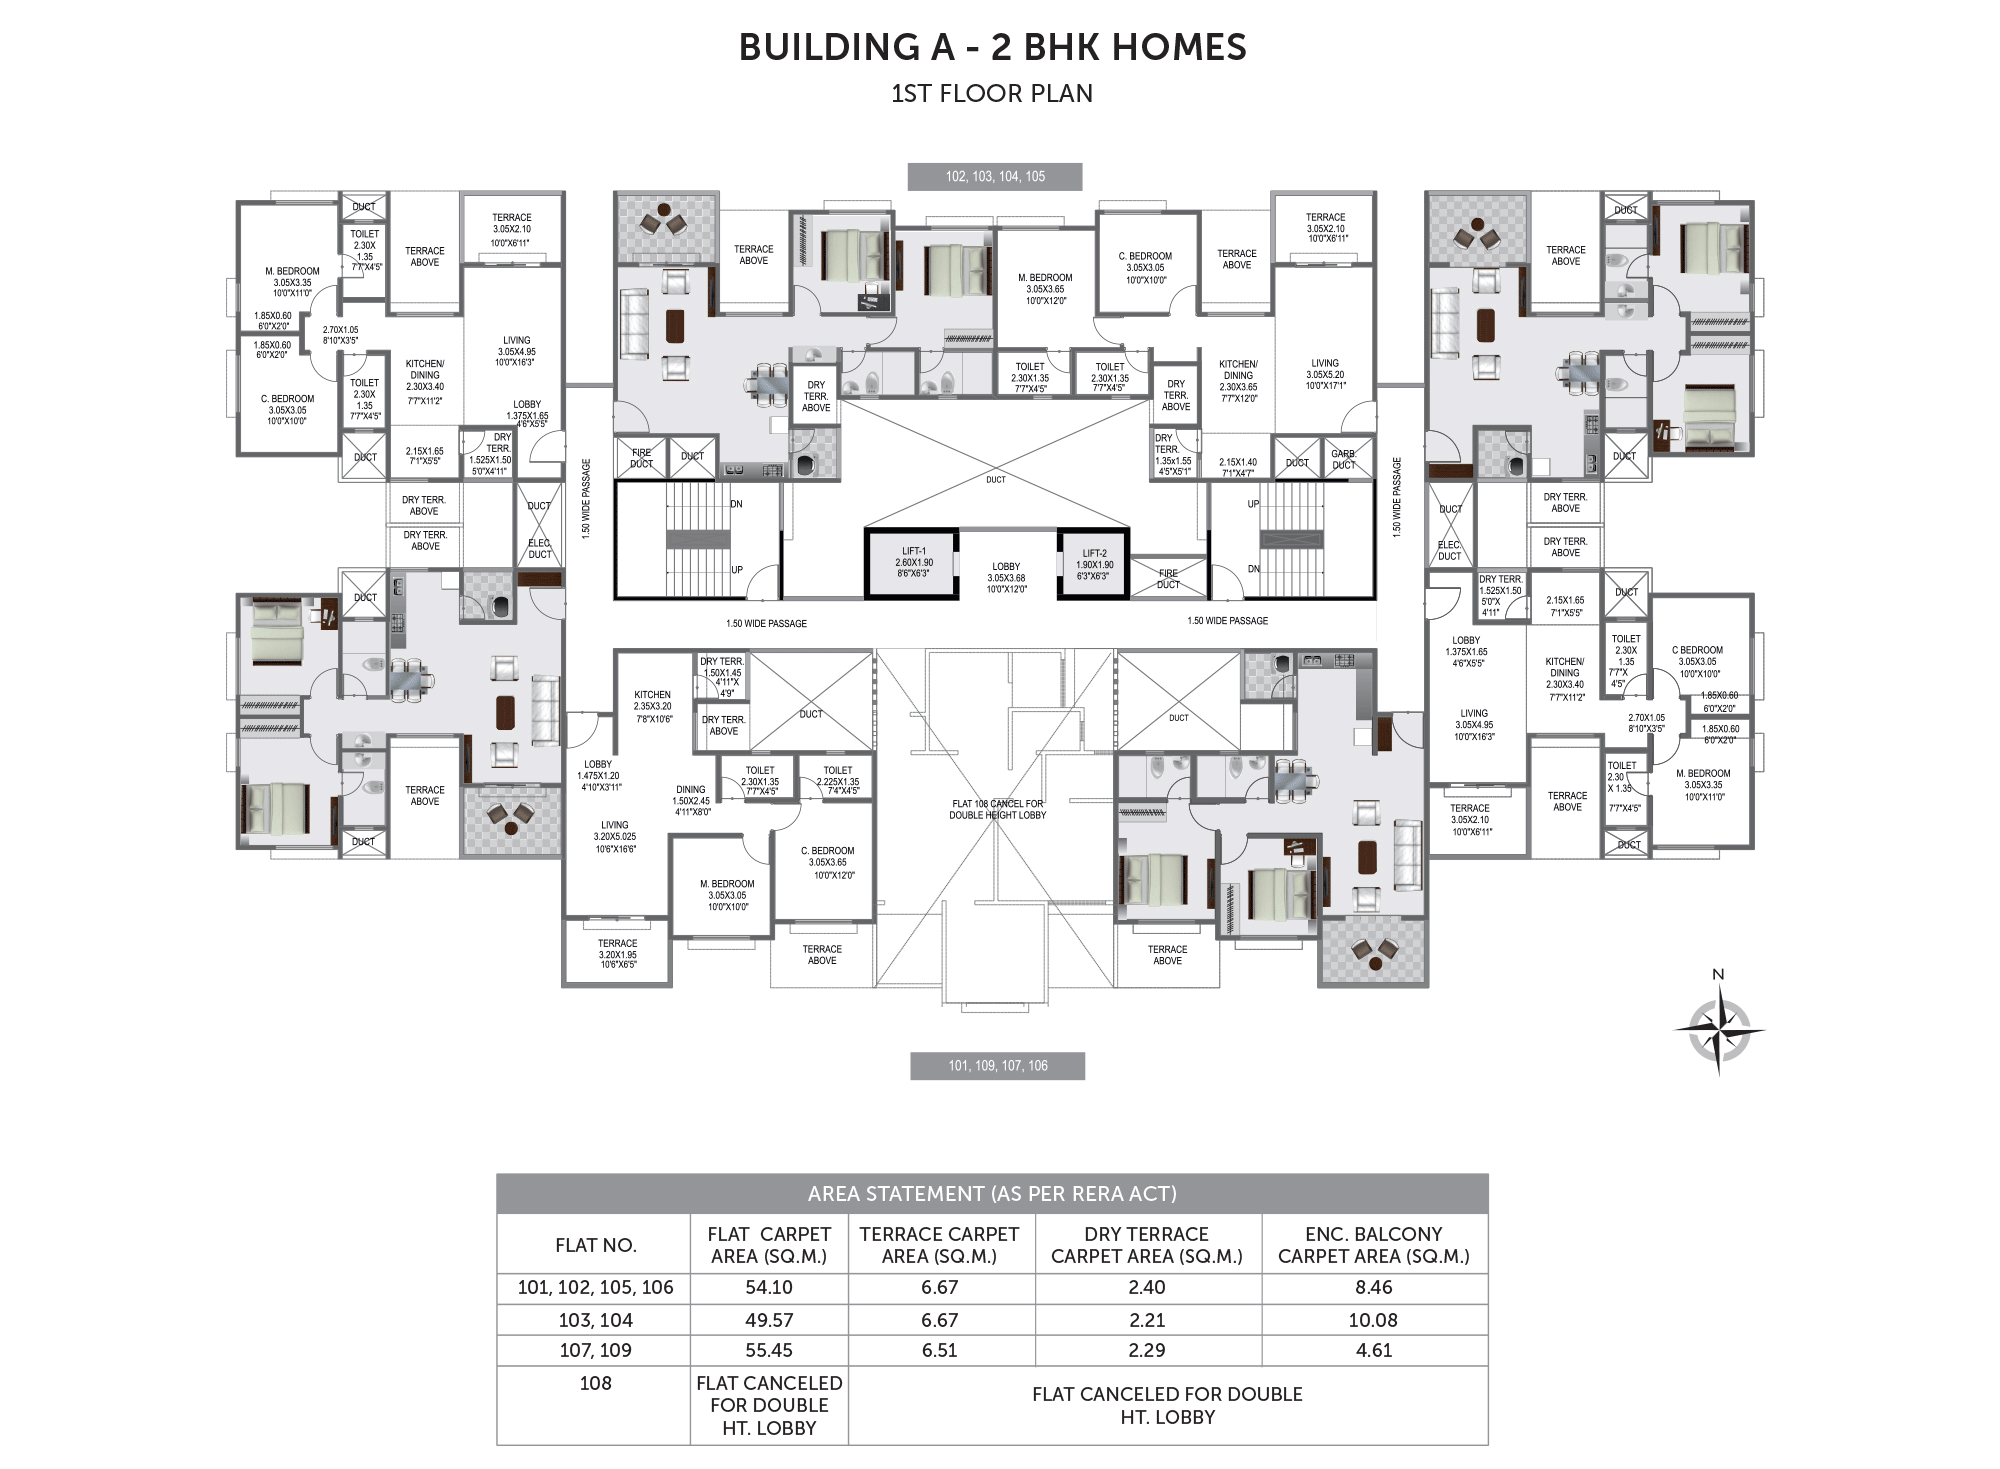 BUILDING A - 2 BHK HOMES
1ST FLOOR PLAN
102, 103, 104, 105
DUCT
TOILET
2.30X
1.35
7'7"X4'5"
TERRACE
ABOVE
TERRACE
3.05X2.10
10'0"X6'11"
M. BEDROOM
3.05X3.35
10'0"X11'0"
1.85X0.60
6'0"X2'0"
1.85X0.60
6'0"X2'0"
2.70X1.05
8'10"X3'5"
C. BEDROOM
3.05X3.05
10'0"X10'0"
TOILET
2.30X
1.35
7'7"X4'5"
KITCHEN/
DINING
2.30X3.40
7'7"X11'2"
LIVING
3.05X4.95
10'0"X16'3"
LOBBY
1.375X1.65
4'6"X5'5"
DUCT
2.15X1.65
7'1"X5'5"
DRY
TERR.
1.525X1.50
5'0"X4'11"
DRY TERR.
ABOVE
DRY TERR.
ABOVE
DUCT
ELEC.
DUCT
1.50 WIDE PASSAGE
TERRACE
ABOVE
DRY
TERR.
ABOVE
FIRE
DUCT
DUCT
DN
UP
M. BEDROOM
3.05X3.65
10'0"X12'0"
C. BEDROOM
3.05X3.05
10'0"X10'0"
TERRACE
ABOVE
TERRACE
3.05X2.10
10'0"X6'11"
TOILET
2.30X1.35
7'7"X4'5"
TOILET
2.30X1.35
7'7"X4'5"
DRY
TERR.
ABOVE
KITCHEN/
DINING
2.30X3.65
7'7"X12'0"
LIVING
3.05X5.20
10'0"X17'1"
DRY
TERR.
1.35x1.55
4'5"X5'1"
2.15X1.40
7'1"X4'7"
DUCT
GARB.
DUCT
DUCT
LIFT-1
2.60X1.90
8'6"X6'3"
LOBBY
3.05X3.68
10'0"X12'0"
LIFT-2
1.90X1.90
6'3"X6'3"
FIRE
DUCT
UP
DN
1.50 WIDE PASSAGE
1.50 WIDE PASSAGE
1.50 WIDE PASSAGE
TERRACE
ABOVE
DUCT
DUCT
DUCT
ELEC.
DUCT
DRY TERR.
ABOVE
DRY TERR.
ABOVE
DUCT
TERRACE
ABOVE
DUCT
KITCHEN
2.35X3.20
7'8"X10'6"
DRY TERR.
1.50X1.45
4'11"X
4'9"
DRY TERR.
ABOVE
DUCT
LOBBY
1.475X1.20
4'10"X3'11"
DINING
1.50X2.45
4'11"X8'0"
TOILET
2.30X1.35
7'7"X4'5"
TOILET
2.225X1.35
7'4"X4'5"
LIVING
3.20X5.025
10'6"X16'6"
C. BEDROOM
3.05X3.65
10'0"X12'0"
M. BEDROOM
3.05X3.05
10'0"X10'0"
TERRACE
3.20X1.95
10'6"X6'5"
TERRACE
ABOVE
FLAT 108 CANCEL FOR
DOUBLE HEIGHT LOBBY
DUCT
TERRACE
ABOVE
DRY TERR.
1.525X1.50
5'0"X
4'11"
2.15X1.65
7'1"X5'5"
DUCT
LOBBY
1.375X1.65
4'6"X5'5"
KITCHEN/
DINING
2.30X3.40
7'7"X11'2"
TOILET
2.30X
1.35
7'7"X
4'5"
C BEDROOM
3.05X3.05
10'0"X10'0"
1.85X0.60
6'0"X2'0"
LIVING
3.05X4.95
10'0"X16'3"
2.70X1.05
8'10"X3'5"
1.85X0.60
6'0"X2'0"
TOILET
2.30
X 1.35
7'7"X4'5"
M. BEDROOM
3.05X3.35
10'0"X11'0"
TERRACE
3.05X2.10
10'0"X6'11"
TERRACE
ABOVE
DUCT
N
101, 109, 107, 106
AREA STATEMENT (AS PER RERA ACT)
FLAT NO. FLAT CARPET AREA (SQ.M.) TERRACE CARPET AREA (SQ.M.) DRY TERRACE CARPET AREA (SQ.M.) ENC. BALCONY CARPET AREA (SQ.M.)
101, 102, 105, 106 54.10 6.67 2.40 8.46
103, 104 49.57 6.67 2.21 10.08
107, 109 55.45 6.51 2.29 4.61
108 FLAT CANCELED FOR DOUBLE HT. LOBBY FLAT CANCELED FOR DOUBLE HT. LOBBY